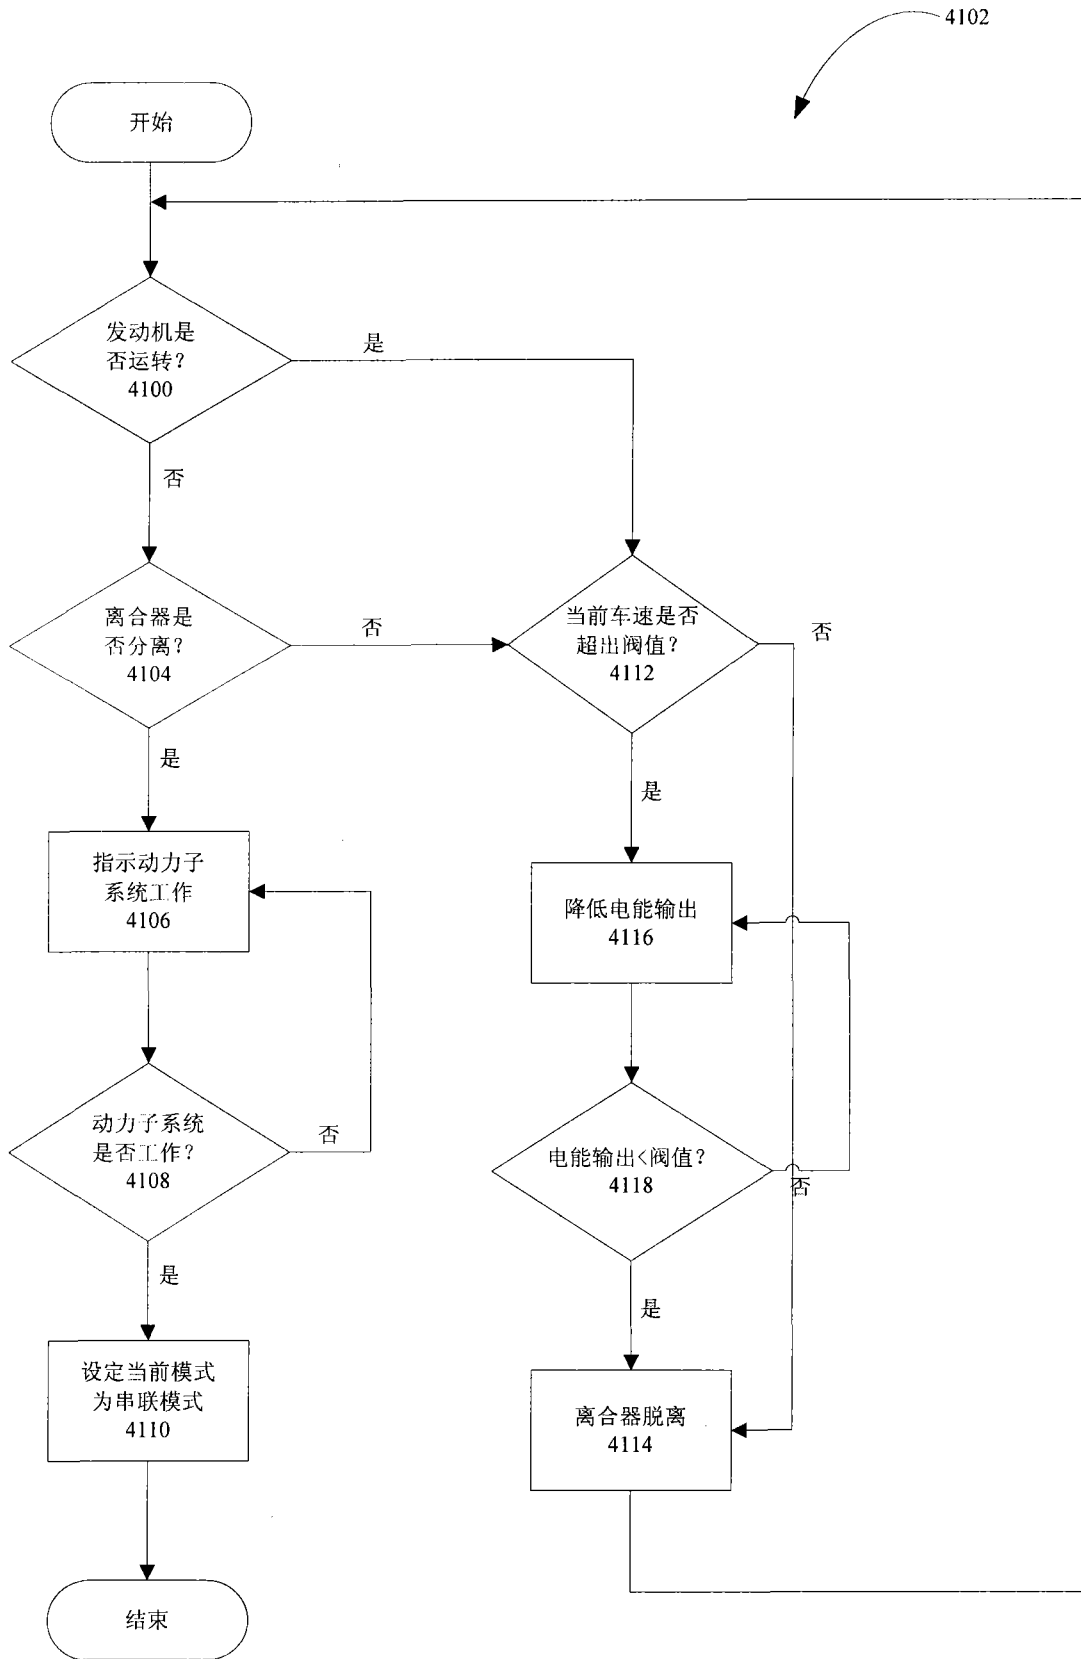 4102
开始
发动机是
否运转?
4100
是
否
离合器是
否分离?
4104
否
当前车速是否
超出阀值?
4112
否
是
是
指示动力子
系统工作
4106
降低电能输出
4116
动力子系统
是否工作?
4108
否
电能输出<阀值?
4118
否
是
是
设定当前模式
为串联模式
4110
离合器脱离
4114
结束